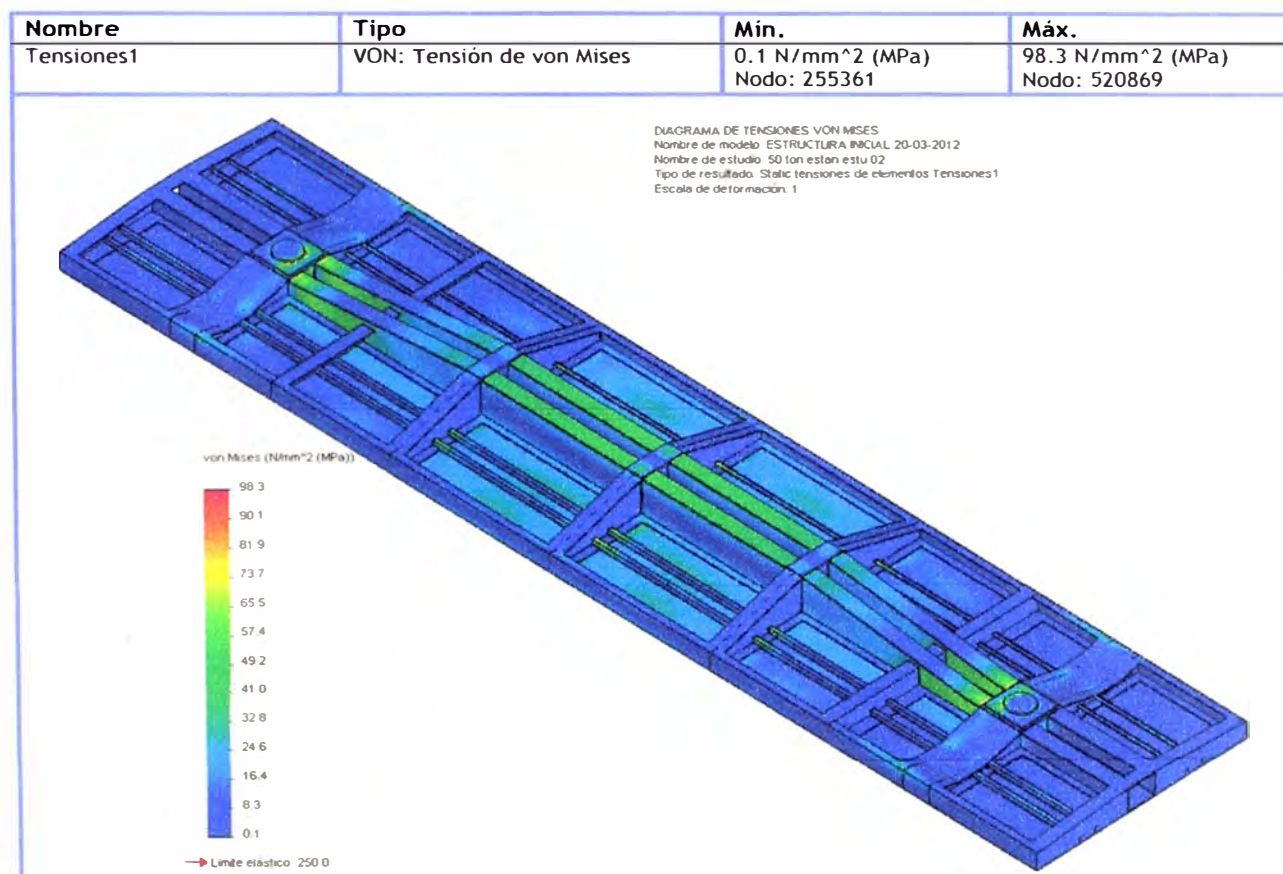 Nombre Tipo Mín. Máx.
Tensiones1 VON: Tensión de von Mises 0.1 N/mm^2 (MPa) 98.3 N/mm^2 (MPa)
Nodo: 255361 Nodo: 520869
DIAGRAMA DE TENSIONES VON MISES
Nombre de modelo ESTRUCTURA INICIAL 20-03-2012
Nombre de estudio 50 ton estan estu 02
Tipo de resultado. Static tensiones de elementos Tensiones1
Escala de deformación. 1
von Mises (N/mm^2 (MPa))
98.3
90.1
81.9
73.7
65.5
57.4
49.2
41.0
32.8
24.6
16.4
8.3
0.1
Límite elástico 250.0